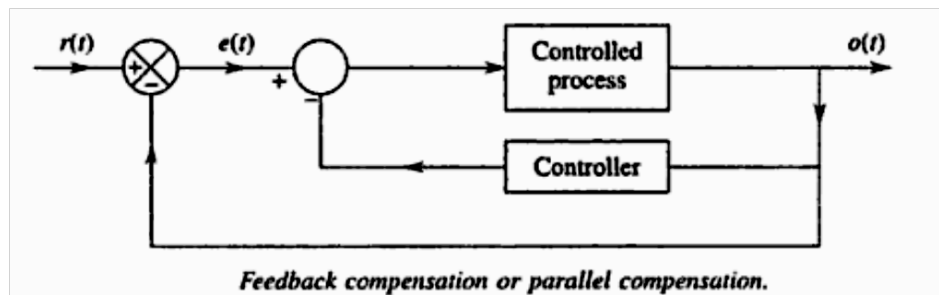 r(t) e(t) o(t)
+ − + −
Controlled
process
Controller
Feedback compensation or parallel compensation.